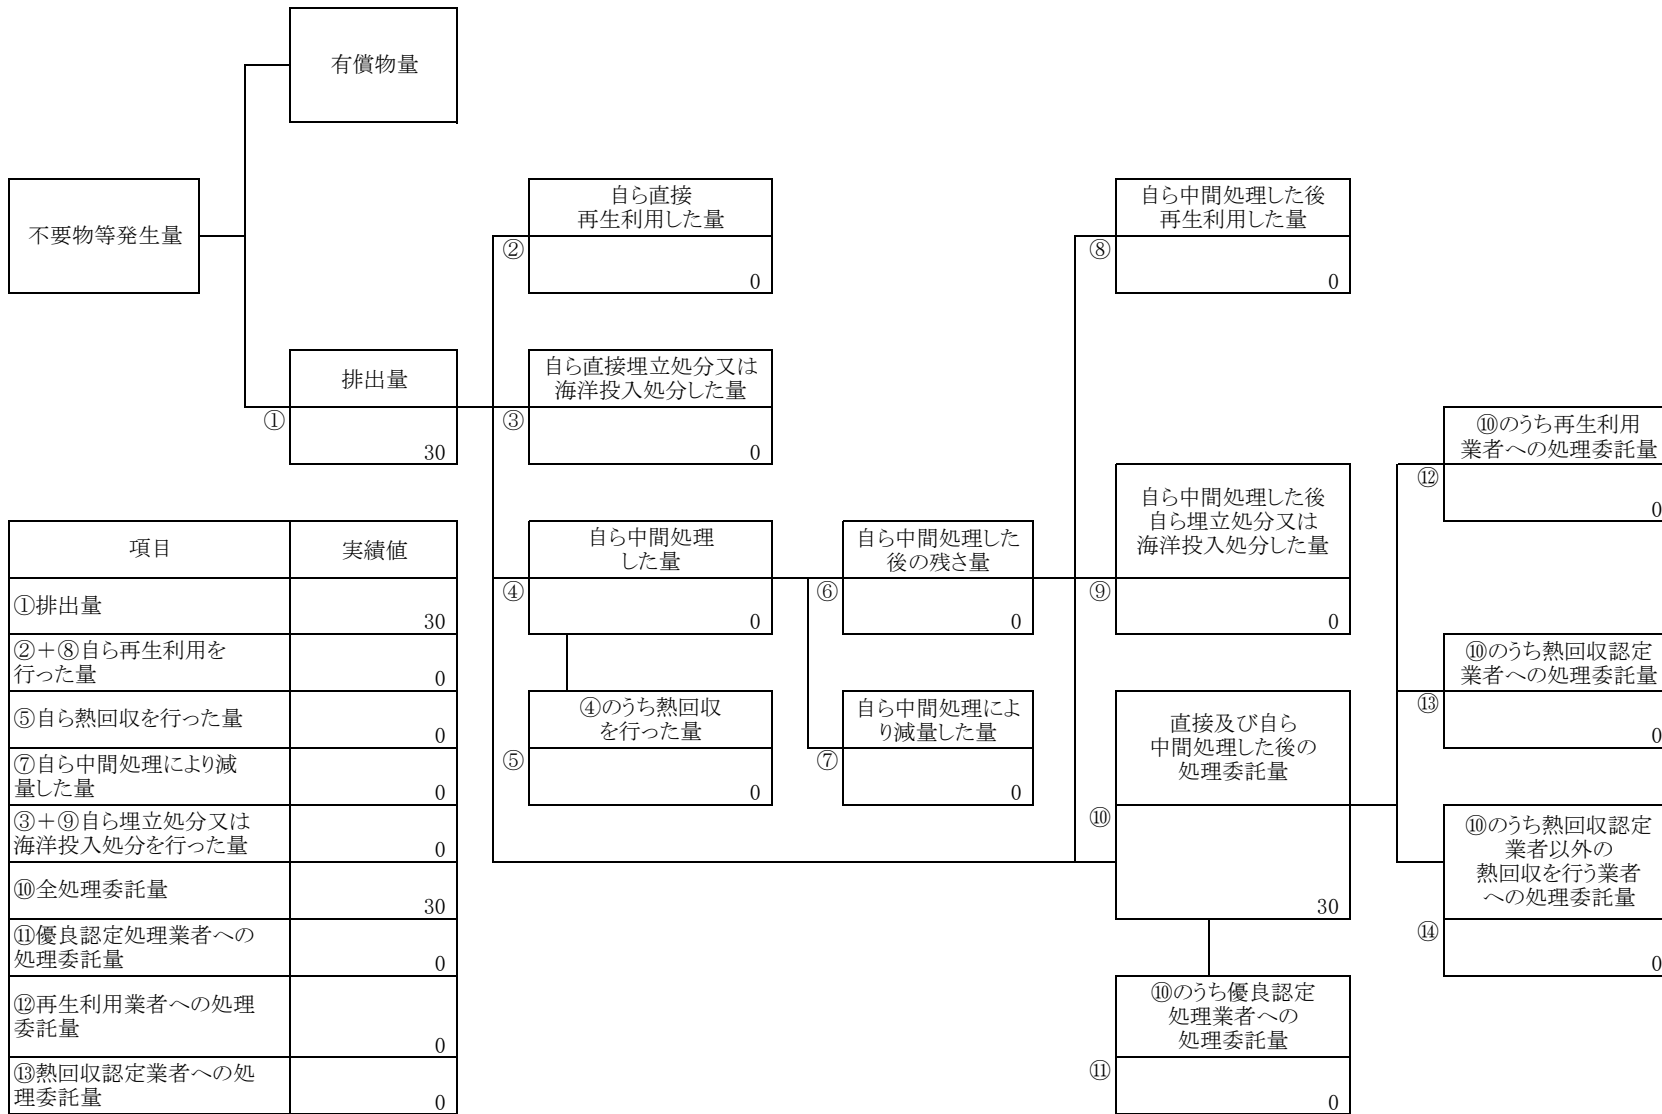 有償物量
不要物等発生量
自ら直接
再生利用した量
②
0
自ら中間処理した後
再生利用した量
⑧
0
排出量
①
30
自ら直接埋立処分又は
海洋投入処分した量
③
0
⑩のうち再生利用
業者への処理委託量
⑫
0
自ら中間処理した後
自ら埋立処分又は
海洋投入処分した量
⑨
0
自ら中間処理
した量
④
0
自ら中間処理した
後の残さ量
⑥
0
⑩のうち熱回収認定
業者への処理委託量
⑬
0
④のうち熱回収
を行った量
⑤
0
自ら中間処理によ
り減量した量
⑦
0
直接及び自ら
中間処理した後の
処理委託量
⑩
30
⑩のうち熱回収認定
業者以外の
熱回収を行う業者
への処理委託量
⑭
0
⑩のうち優良認定
処理業者への
処理委託量
⑪
0
項目 実績値
①排出量 30
②+⑧自ら再生利用を
行った量 0
⑤自ら熱回収を行った量 0
⑦自ら中間処理により減
量した量 0
③+⑨自ら埋立処分又は
海洋投入処分を行った量 0
⑩全処理委託量 30
⑪優良認定処理業者への
処理委託量 0
⑫再生利用業者への処理
委託量 0
⑬熱回収認定業者への処
理委託量 0